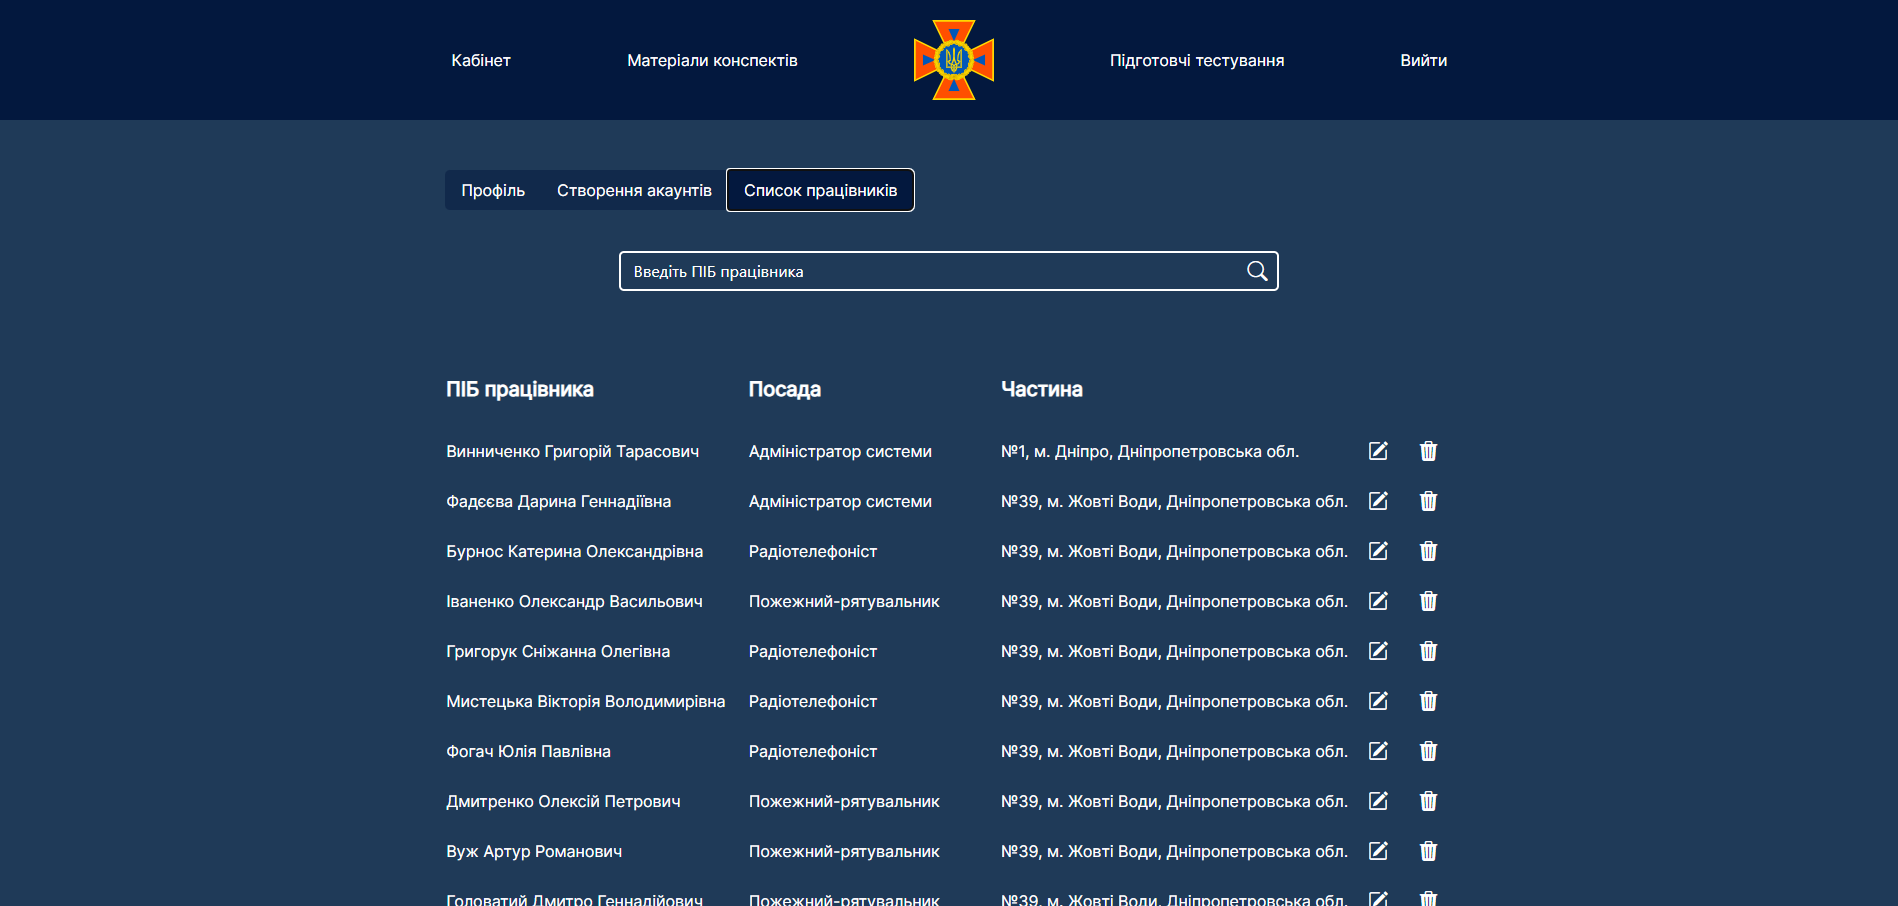 Кабінет Матеріали конспектів Підготовчі тестування Вийти
Профіль Створення акаунтів Список працівників
Введіть ПІБ працівника
ПІБ працівника Посада Частина
Винниченко Григорій Тарасович Адміністратор системи №1, м. Дніпро, Дніпропетровська обл.
Фадєєва Дарина Геннадіївна Адміністратор системи №39, м. Жовті Води, Дніпропетровська обл.
Бурнос Катерина Олександрівна Радіотелефоніст №39, м. Жовті Води, Дніпропетровська обл.
Іваненко Олександр Васильович Пожежний-рятувальник №39, м. Жовті Води, Дніпропетровська обл.
Григорук Сніжанна Олегівна Радіотелефоніст №39, м. Жовті Води, Дніпропетровська обл.
Мистецька Вікторія Володимирівна Радіотелефоніст №39, м. Жовті Води, Дніпропетровська обл.
Фогач Юлія Павлівна Радіотелефоніст №39, м. Жовті Води, Дніпропетровська обл.
Дмитренко Олексій Петрович Пожежний-рятувальник №39, м. Жовті Води, Дніпропетровська обл.
Вуж Артур Романович Пожежний-рятувальник №39, м. Жовті Води, Дніпропетровська обл.
Головатий Дмитро Геннадійович Пожежний-рятувальник №39, м. Жовті Води, Дніпропетровська обл.